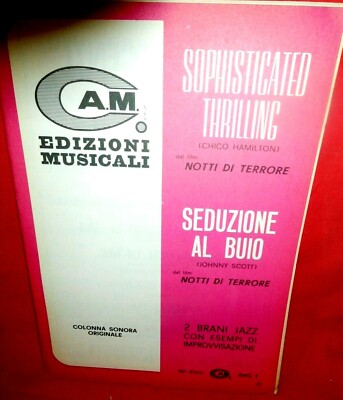 C.A.M.
EDIZIONI
MUSICALI
COLONNA SONORA
ORIGINALE
SOPHISTICATED
THRILLING
(CHICO HAMILTON)
dal film:
NOTTI DI TERRORE
SEDUZIONE
AL BUIO
(JOHNNY SCOTT)
dal film:
NOTTI DI TERRORE
2 BRANI JAZZ
CON ESEMPI DI
IMPROVVISAZIONE